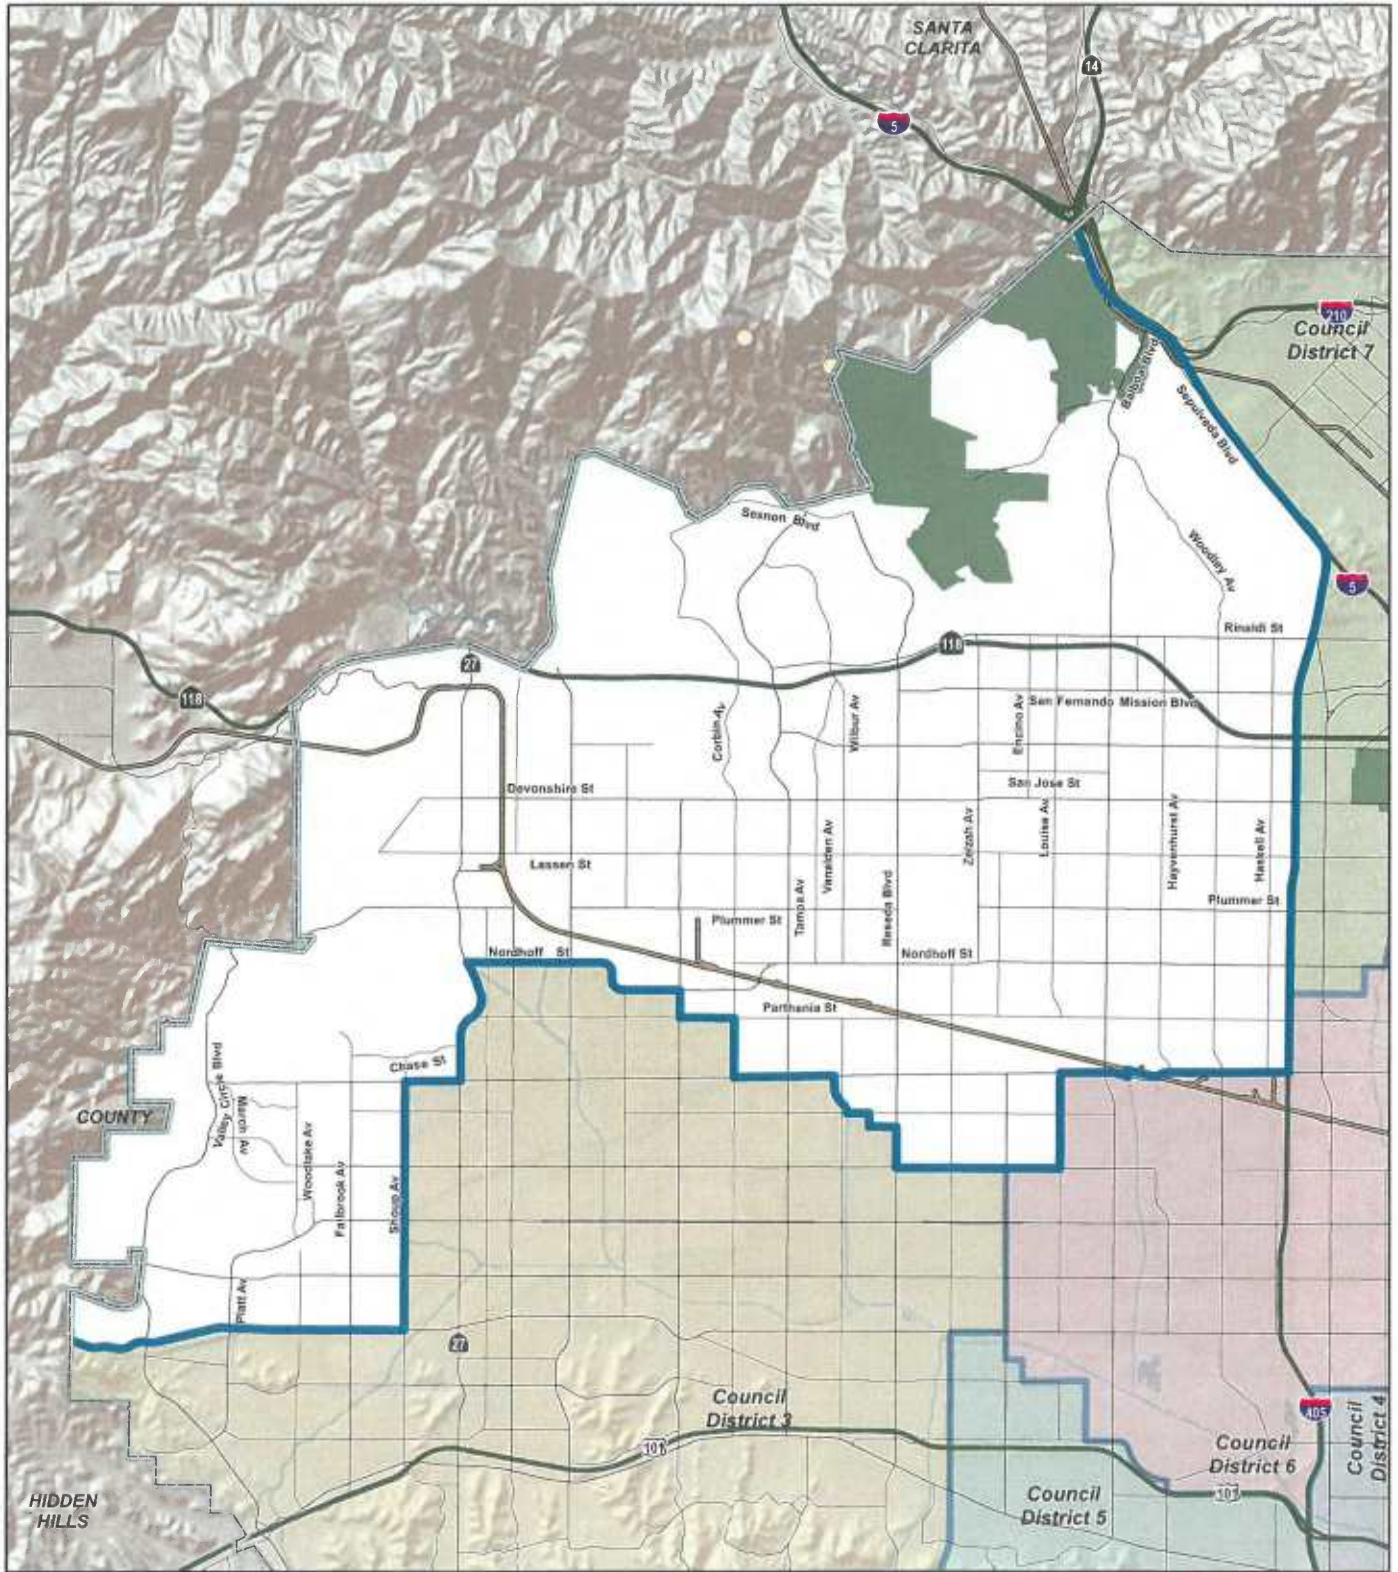 SANTA
CLARITA
14
5
210
Council
District 7
Balboa Blvd
Sepulveda Blvd
Sesnon Blvd
Woodley Av
5
Rinaldi St
118
27
118
Corbin Av
Wilbur Av
Encino Av
San Fernando Mission Blvd
San Jose St
Devonshire St
Lassen St
Tampa Av
Vanalden Av
Reseda Blvd
Zelzah Av
Louise Av
Hayvenhurst Av
Haskell Av
Plummer St
Plummer St
Nordhoff St
Nordhoff St
Parthenia St
Chase St
Valley Circle Blvd
March Av
COUNTY
Woodlake Av
Fallbrook Av
Shoup Av
Platt Av
27
Council
District 3
101
405
Council
District 4
Council
District 6
101
Council
District 5
HIDDEN
HILLS